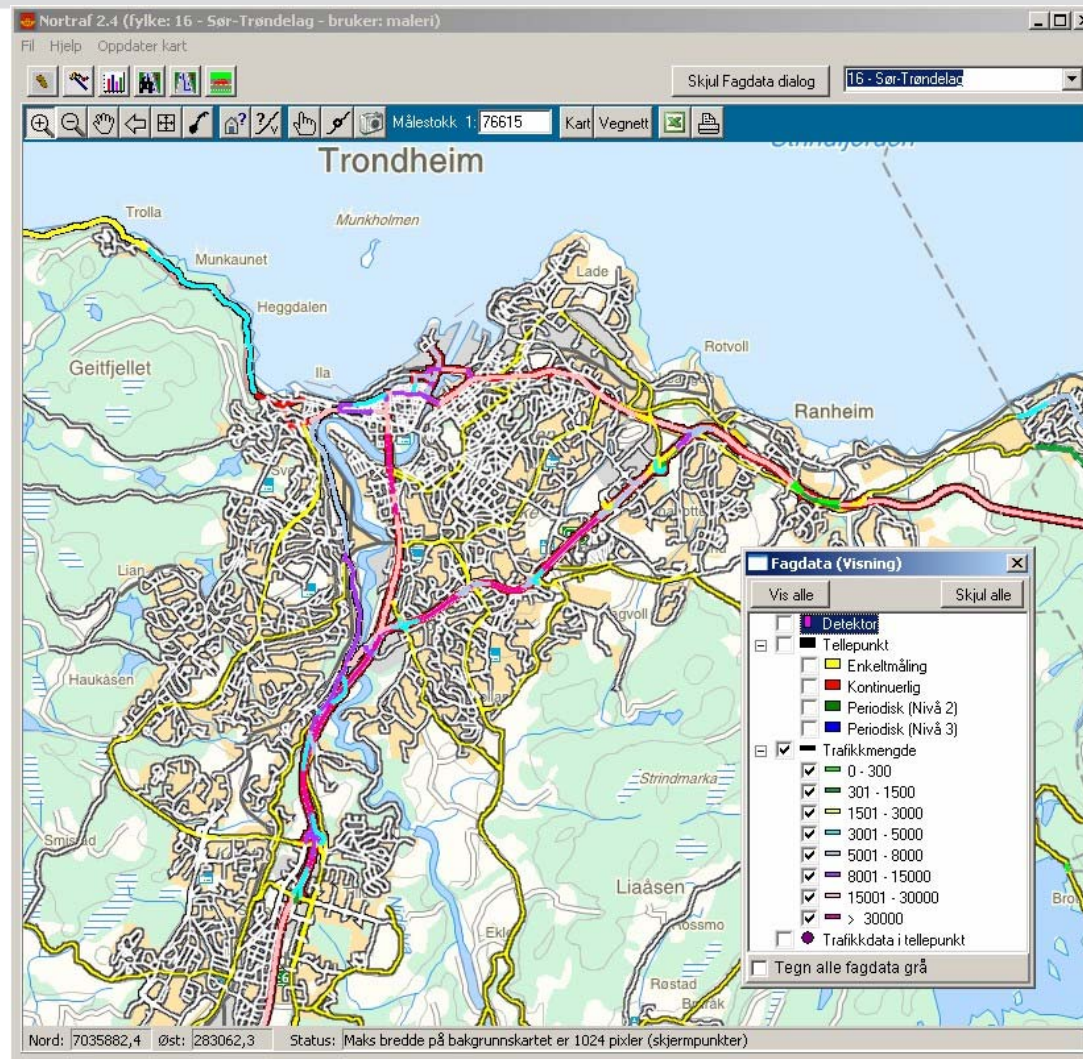 Nortraf 2.4 (fylke: 16 - Sør-Trøndelag - bruker: maleri)
Fil Hjelp Oppdater kart
Skjul Fagdata dialog 16 - Sør-Trøndelag
Målestokk 1: 76615 Kart Vegnett
Trondheim
Trolla
Munkholmen
Munkaunet
Lade
Heggdalen
Rotvoll
Geitfjellet
Ila
Ranheim
Lian
Haukåsen
Strindmarka
Liaåsen
Røstad
Fagdata (Visning)
Vis alle Skjul alle
Detektor
Tellepunkt
Enkeltmåling
Kontinuerlig
Periodisk (Nivå 2)
Periodisk (Nivå 3)
Trafikkmengde
0 - 300
301 - 1500
1501 - 3000
3001 - 5000
5001 - 8000
8001 - 15000
15001 - 30000
> 30000
Trafikkdata i tellepunkt
Tegn alle fagdata grå
Nord: 7035882,4 Øst: 283062,3 Status: Maks bredde på bakgrunnskartet er 1024 pixler (skjermpunkter)